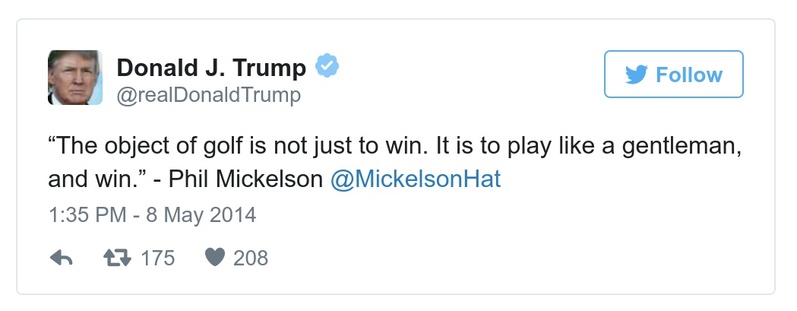 Donald J. Trump
@realDonaldTrump
Follow
“The object of golf is not just to win. It is to play like a gentleman,
and win.” - Phil Mickelson @MickelsonHat
1:35 PM - 8 May 2014
175 208